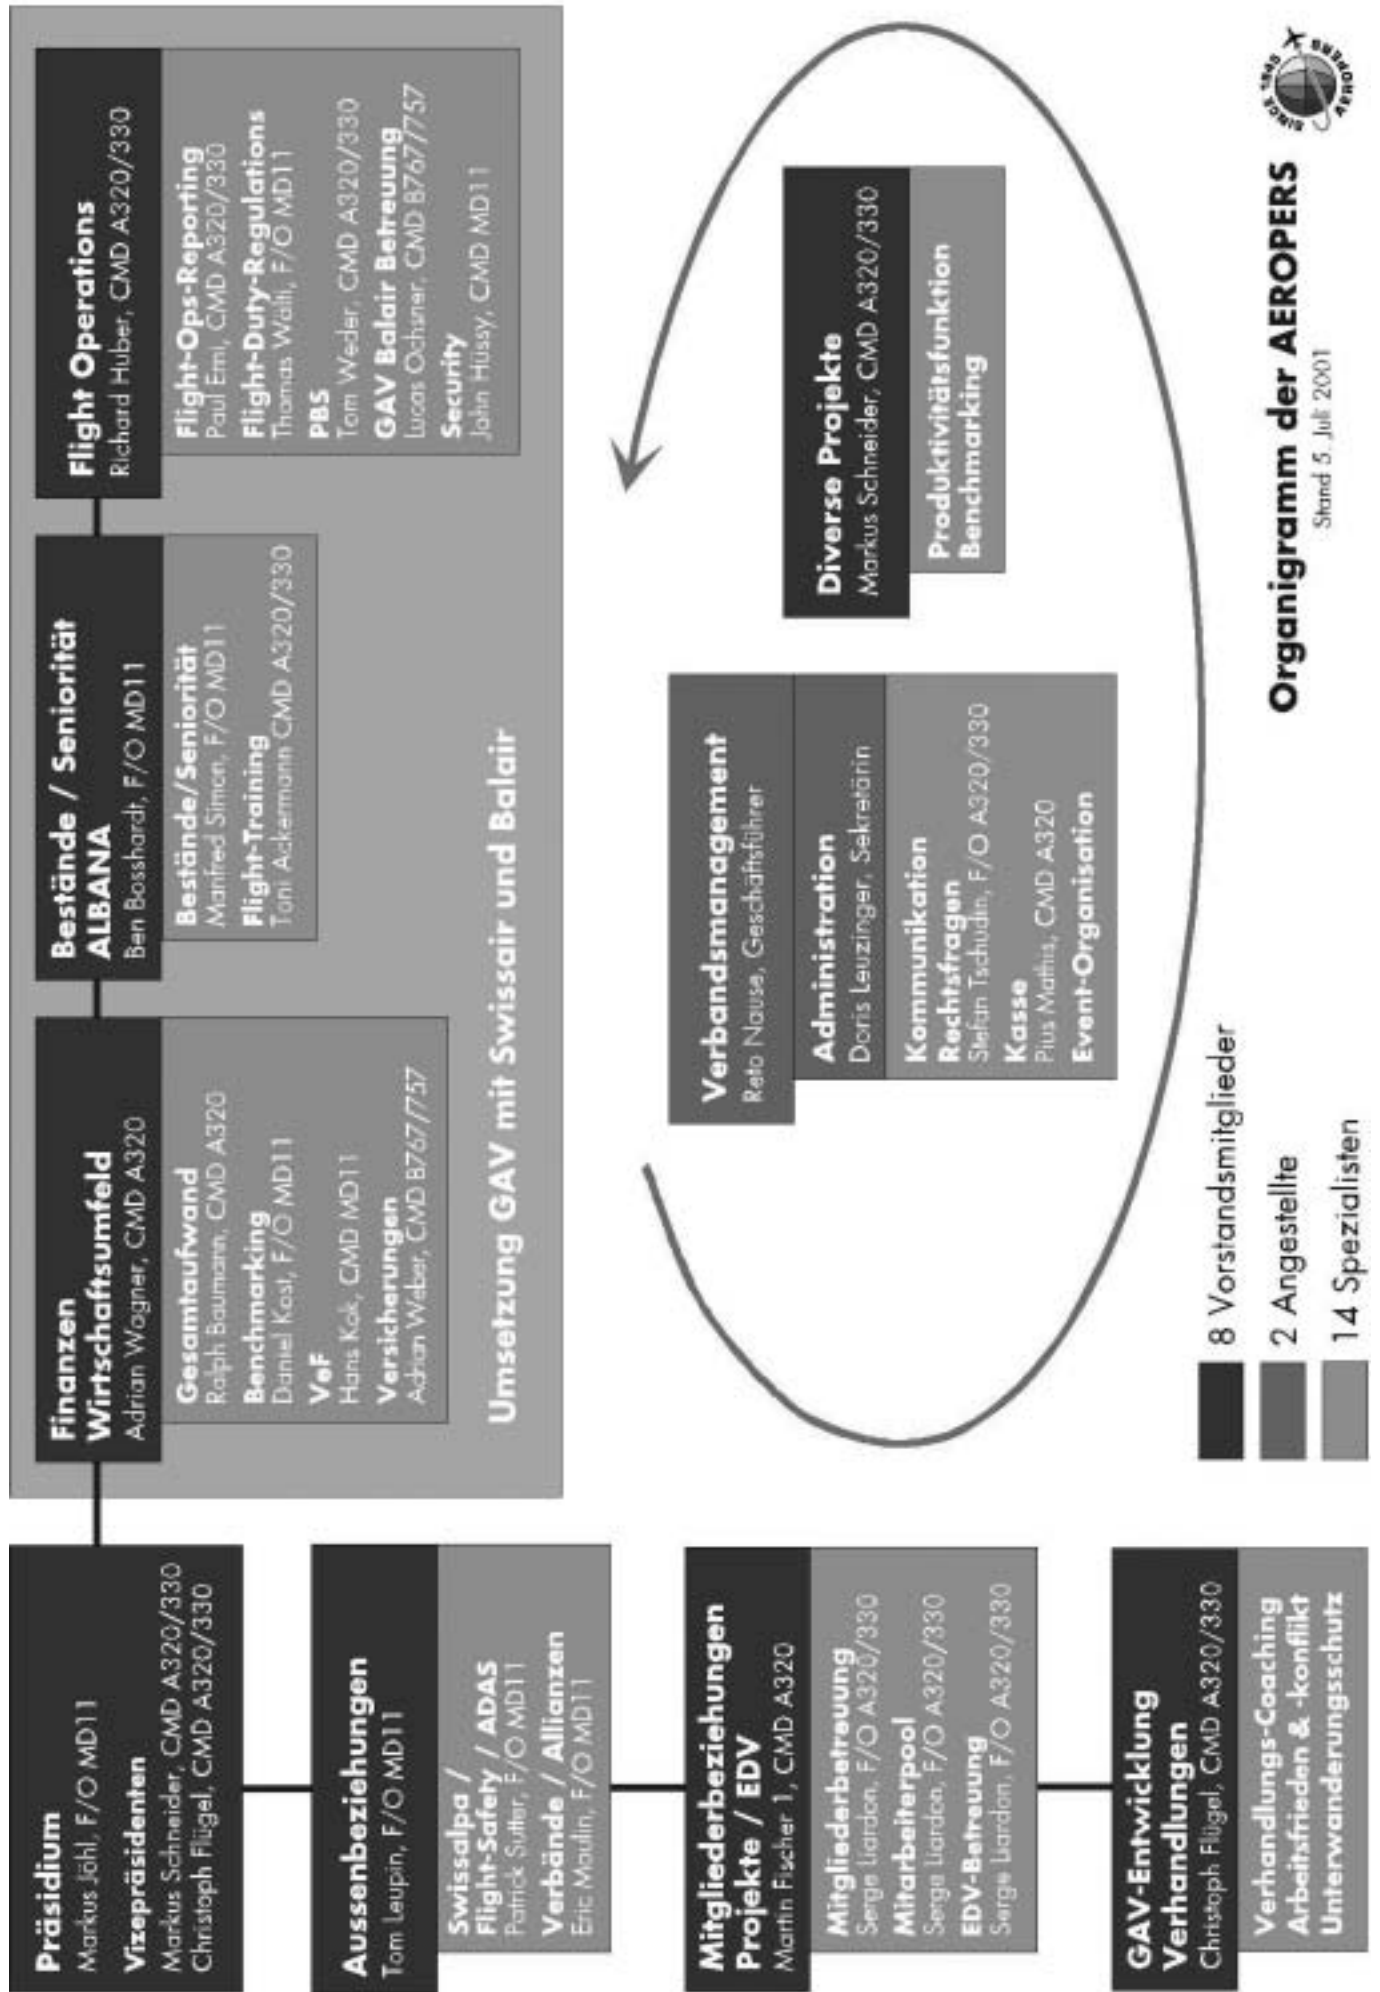 Präsidium
Markus Jöhl, F/O MD11
Vizepräsidenten
Markus Schneider, CMD A320/330
Christoph Flügel, CMD A320/330
Finanzen
Wirtschaftsumfeld
Adrian Wagner, CMD A320
Gesamtaufwand
Ralph Baumann, CMD A320
Benchmarking
Daniel Kast, F/O MD11
VeF
Hans Kok, CMD MD11
Versicherungen
Adrian Weber, CMD B767/757
Bestände / Seniorität
ALBANA
Ben Bosshardt, F/O MD11
Bestände/Seniorität
Manfred Simon, F/O MD11
Flight-Training
Toni Ackermann CMD A320/330
Flight Operations
Richard Huber, CMD A320/330
Flight-Ops-Reporting
Paul Erni, CMD A320/330
Flight-Duty-Regulations
Thomas Wälti, F/O MD11
PBS
Tom Weder, CMD A320/330
GAV Balair Betreuung
Lucas Ochsner, CMD B767/757
Security
John Hüssy, CMD MD11
Umsetzung GAV mit Swissair und Balair
Aussenbeziehungen
Tom Leupin, F/O MD11
Swissalpa /
Flight-Safety / ADAS
Patrick Sutter, F/O MD11
Verbände / Allianzen
Eric Maulin, F/O MD11
Mitgliederbeziehungen
Projekte / EDV
Martin Fischer 1, CMD A320
Mitgliederbetreuung
Serge Liardon, F/O A320/330
Mitarbeiterpool
Serge Liardon, F/O A320/330
EDV-Betreuung
Serge Liardon, F/O A320/330
GAV-Entwicklung
Verhandlungen
Christoph Flügel, CMD A320/330
Verhandlungs-Coaching
Arbeitsfrieden & -konflikt
Unterwanderungsschutz
Verbandsmanagement
Reto Nause, Geschäftsführer
Administration
Doris Leuzinger, Sekretärin
Kommunikation
Rechtsfragen
Stefan Tschudin, F/O A320/330
Kasse
Pius Mathis, CMD A320
Event-Organisation
Diverse Projekte
Markus Schneider, CMD A320/330
Produktivitätsfunktion
Benchmarking
8 Vorstandsmitglieder
2 Angestellte
14 Spezialisten
Organigramm der AEROPERS
Stand 5. Juli 2001
SINCE 1945
AEROPERS